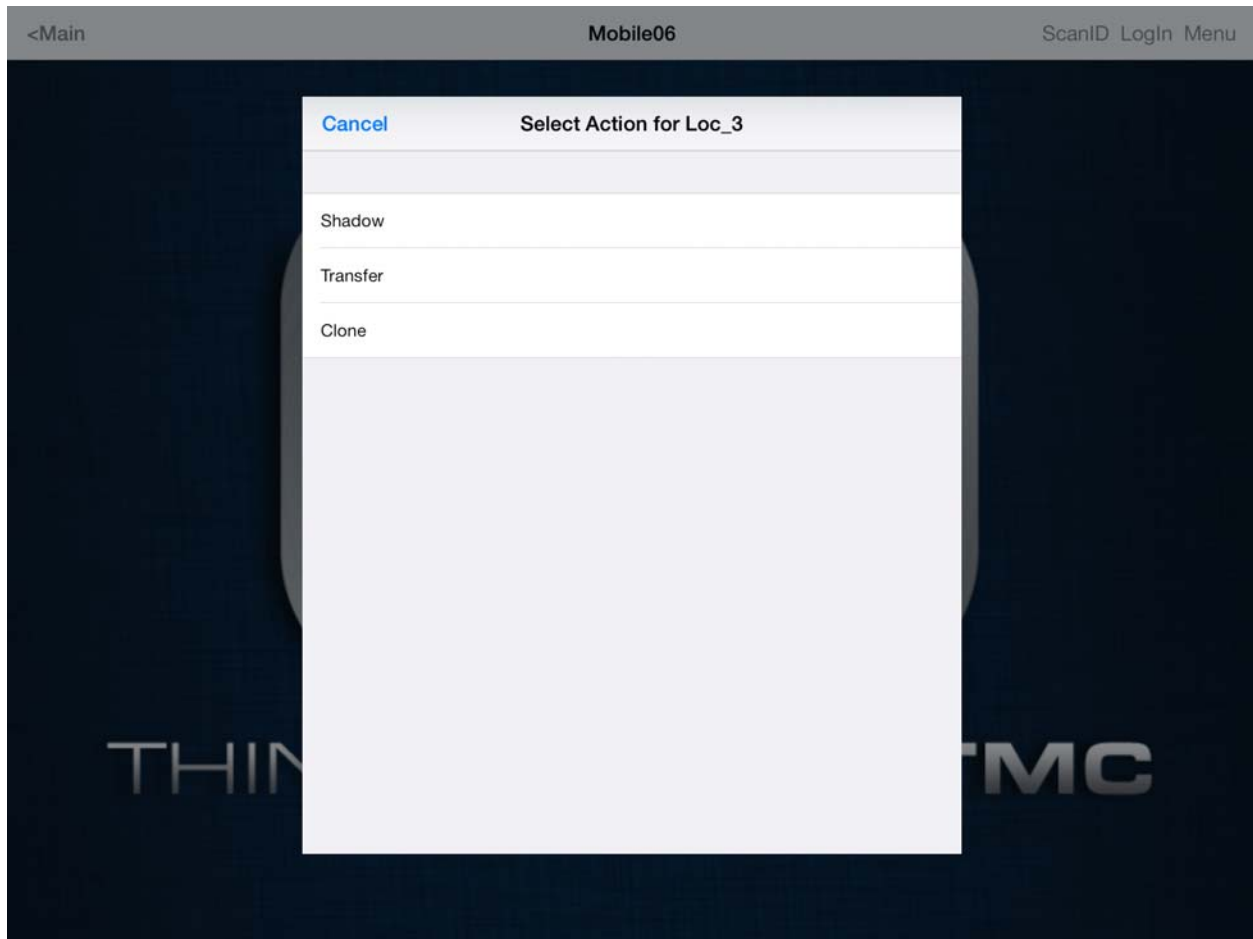 <Main Mobile06 ScanID LogIn Menu
Cancel Select Action for Loc_3
Shadow
Transfer
Clone
THIN TMC